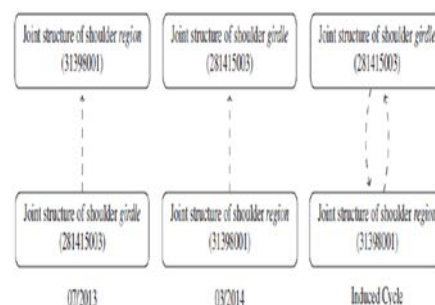 Joint structure of shoulder region
(31398001)
Joint structure of shoulder girdle
(281415003)
Joint structure of shoulder girdle
(281415003)
Joint structure of shoulder girdle
(281415003)
Joint structure of shoulder region
(31398001)
Joint structure of shoulder region
(31398001)
07/2013
03/2014
Induced Cycle